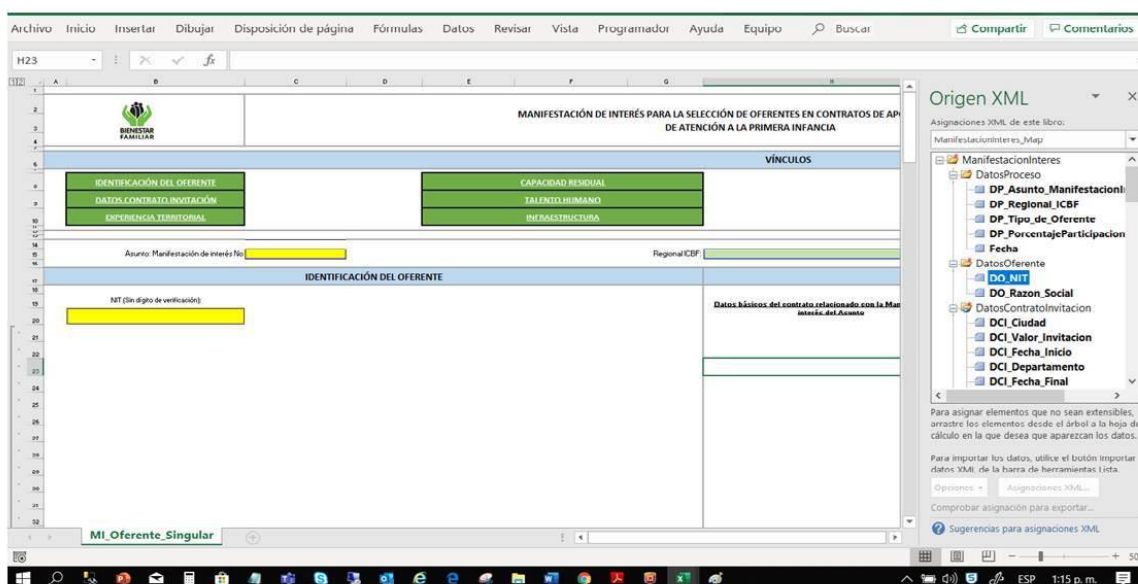 Archivo Inicio Insertar Dibujar Disposición de página Fórmulas Datos Revisar Vista Programador Ayuda Equipo Buscar Compartir Comentarios
H23 fx
A B C D E F G H
BIENESTAR
FAMILIAR
MANIFESTACIÓN DE INTERÉS PARA LA SELECCIÓN DE OFERENTES EN CONTRATOS DE AP
DE ATENCIÓN A LA PRIMERA INFANCIA
VÍNCULOS
IDENTIFICACIÓN DEL OFERENTE CAPACIDAD RESIDUAL
DATOS CONTRATO INVITACIÓN TALENTO HUMANO
EXPERIENCIA TERRITORIAL INFRAESTRUCTURA
Asunto: Manifestación de interés No Regional ICBF:
IDENTIFICACIÓN DEL OFERENTE
NIT (Sin dígito de verificación):
Datos básicos del contrato relacionado con la Man
interés del Asunto
MI_Oferente_Singular
Origen XML
Asignaciones XML de este libro:
ManifestacionInteres_Map
ManifestacionInteres
DatosProceso
DP_Asunto_ManifestacionI
DP_Regional_ICBF
DP_Tipo_de_Oferente
DP_PorcentajeParticipacion
Fecha
DatosOferente
DO_NIT
DO_Razon_Social
DatosContratoInvitacion
DCI_Ciudad
DCI_Valor_Invitacion
DCI_Fecha_Inicio
DCI_Departamento
DCI_Fecha_Final
Para asignar elementos que no sean extensibles,
arrastre los elementos desde el árbol a la hoja de
cálculo en la que desea que aparezcan los datos.
Para importar los datos, utilice el botón Importar
datos XML de la barra de herramientas Lista.
Opciones Asignaciones XML...
Comprobar asignación para exportar...
Sugerencias para asignaciones XML
50
ESP 1:15 p. m.